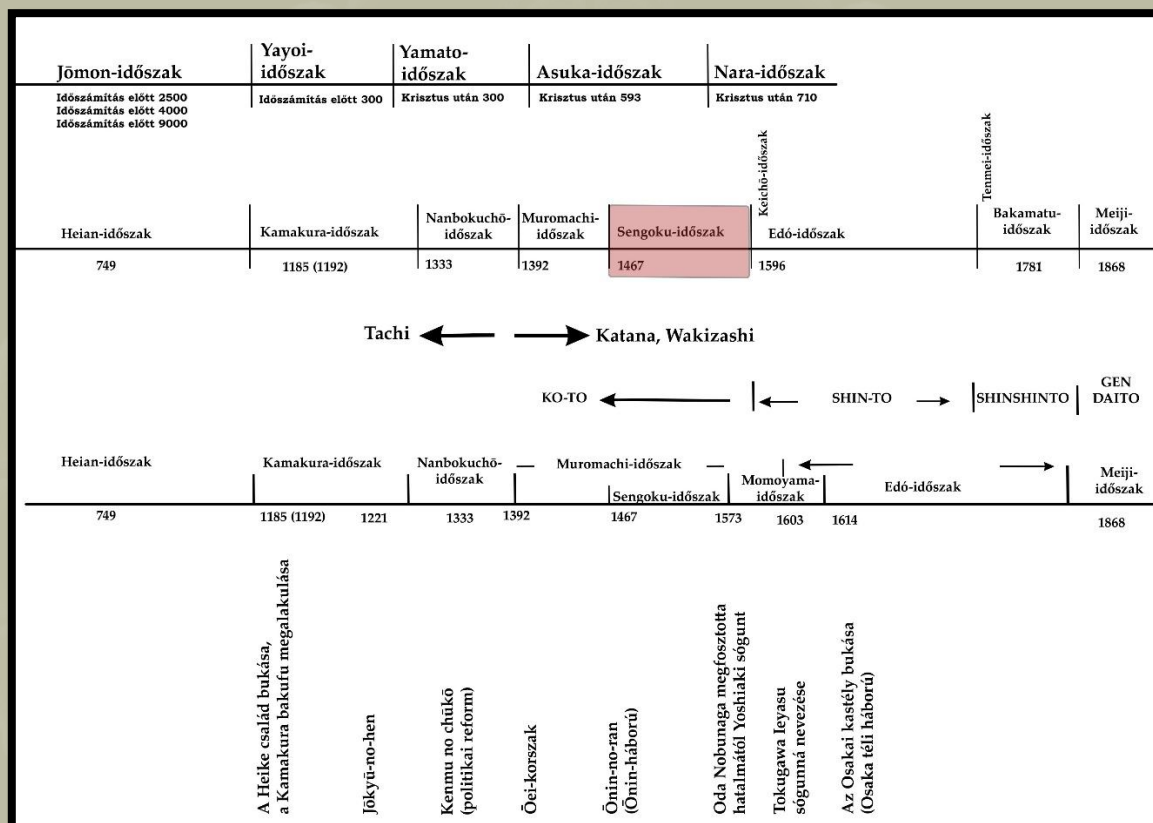 Jōmon-időszak
Időszámítás előtt 2500
Időszámítás előtt 4000
Időszámítás előtt 9000
Yayoi-
időszak
Időszámítás előtt 300
Yamato-
időszak
Krisztus után 300
Asuka-időszak
Krisztus után 593
Nara-időszak
Krisztus után 710
Heian-időszak
749
Kamakura-időszak
1185 (1192)
Nanbokuchō-
időszak
1333
Muromachi-
időszak
1392
Sengoku-időszak
1467
Keichō-időszak
Edó-időszak
1596
Tenmei-időszak
Bakamatu-
időszak
1781
Meiji-
időszak
1868
Tachi
Katana, Wakizashi
KO-TO
SHIN-TO
SHINSHINTO
GEN
DAITO
Heian-időszak
749
Kamakura-időszak
1185 (1192)
1221
Nanbokuchō-
időszak
1333
1392
Muromachi-időszak
Sengoku-időszak
1467
1573
Momoyama-
időszak
1603
1614
Edó-időszak
Meiji-
időszak
1868
A Heike család bukása,
a Kamakura bakufu megalakulása
Jōkyū-no-hen
Kenmu no chūkō
(politikai reform)
Ōei-korszak
Ōnin-no-ran
(Ōnin-háború)
Oda Nobunaga megfosztotta
hatalmától Yoshiaki sógunt
Tokugawa Ieyasu
sógunná nevezése
Az Osakai kastély bukása
(Osaka téli háború)